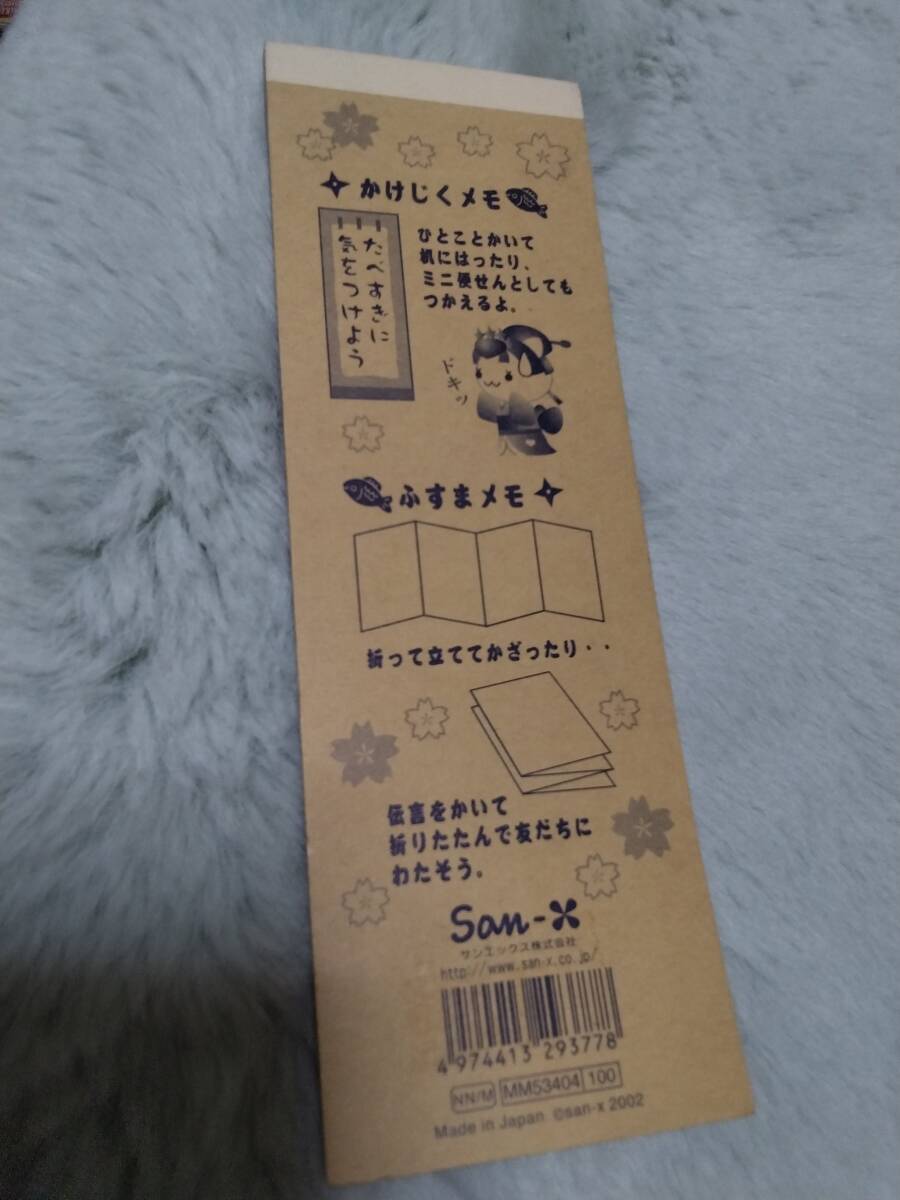 かけじくメモ
たべすぎに
気をつけよう
ひとことかいて
机にはったり、
ミニ便せんとしても
つかえるよ。
ドキッ
ふすまメモ
折って立ててかざったり・・
伝言をかいて
折りたたんで友だちに
わたそう。
San-X
サンエックス株式会社
http://www.san-x.co.jp/
4 974413 293778
NN/M MM53404 100
Made in Japan ©san-x 2002